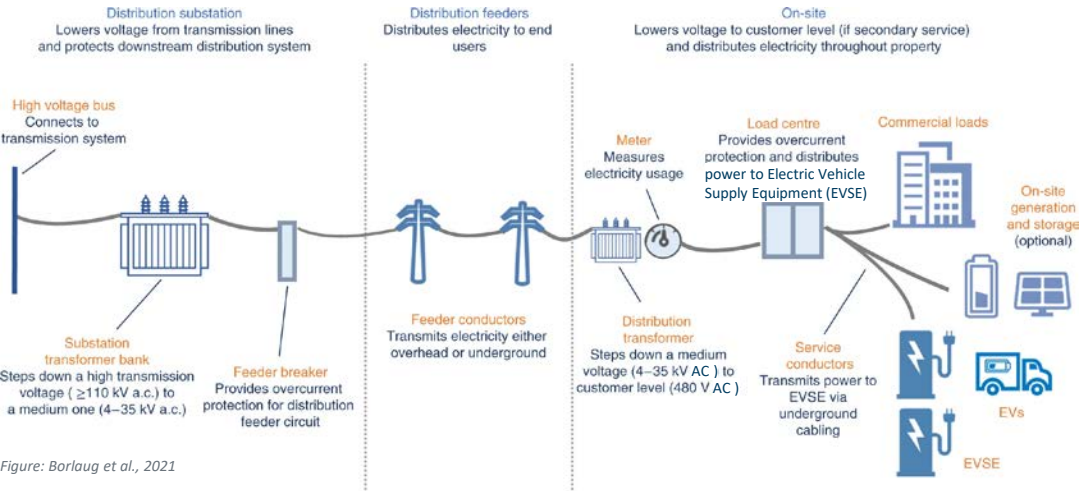 Distribution substation
Lowers voltage from transmission lines
and protects downstream distribution system
Distribution feeders
Distributes electricity to end
users
On-site
Lowers voltage to customer level (if secondary service)
and distributes electricity throughout property
High voltage bus
Connects to
transmission system
Meter
Measures
electricity usage
Load centre
Provides overcurrent
protection and distributes
power to Electric Vehicle
Supply Equipment (EVSE)
Commercial loads
On-site
generation
and storage
(optional)
Substation
transformer bank
Steps down a high transmission
voltage ( ≥110 kV a.c.) to
a medium one (4–35 kV a.c.)
Feeder breaker
Provides overcurrent
protection for distribution
feeder circuit
Feeder conductors
Transmits electricity either
overhead or underground
Distribution
transformer
Steps down a medium
voltage (4–35 kV AC ) to
customer level (480 V AC )
Service
conductors
Transmits power to
EVSE via
underground
cabling
EVs
EVSE
Figure: Borlaug et al., 2021